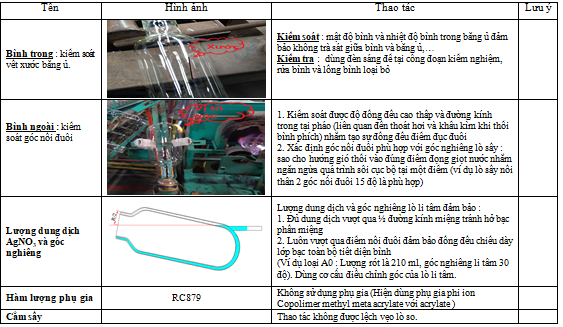 Tên Hình ảnh Thao tác Lưu ý
Bình trong : kiểm soát
vết xước băng ủ.
Kiểm soát : mật độ bình và nhiệt độ bình trong băng ủ đảm
bảo không trà sát giữa bình và băng ủ,…
Kiểm tra : dùng đèn sáng để tại công đoạn kiểm nghiệm,
rửa bình và lồng bình loại bỏ
Bình ngoài : kiểm
soát góc nối đuôi
1. Kiểm soát được độ đồng đều cao thấp và đường kính
trong tai pháo (liên quan đến thoát hơi và khẩu kim khi thổi
bình phích) nhằm tạo sự đồng đều điểm đục đuôi
2. Xác định góc nối đuôi phù hợp với góc nghiêng lò sấy :
sao cho hướng gió thổi vào đúng điểm đọng giọt nước nhằm
ngăn ngừa quá trình sôi cục bộ tại một điểm (ví dụ lò sấy nối
thân 2 góc nối đuôi 15 độ là phù hợp)
Lượng dung dịch
AgNO3 và góc
nghiêng
Lượng dung dịch và góc nghiêng lò li tâm đảm bảo :
1. Đủ dung dịch vượt qua ½ đường kính miệng tránh hở bạc
phần miệng
2. Luôn vượt qua điểm nối đuôi đảm bảo đồng đều chiều dày
lớp bạc toàn bộ tiết diện bình
(Ví dụ loại A0 : Lượng rót là 210 ml, góc nghiêng li tâm 30
độ). Dùng cơ cấu điều chỉnh góc của lò li tâm.
Hàm lượng phụ gia RC879
Không sử dụng phụ gia (Hiện dùng phụ gia phi ion
Copolimer methyl meta acrylate với acrylate )
Cắm sấy Thao tác không được lệch vẹo lò so.